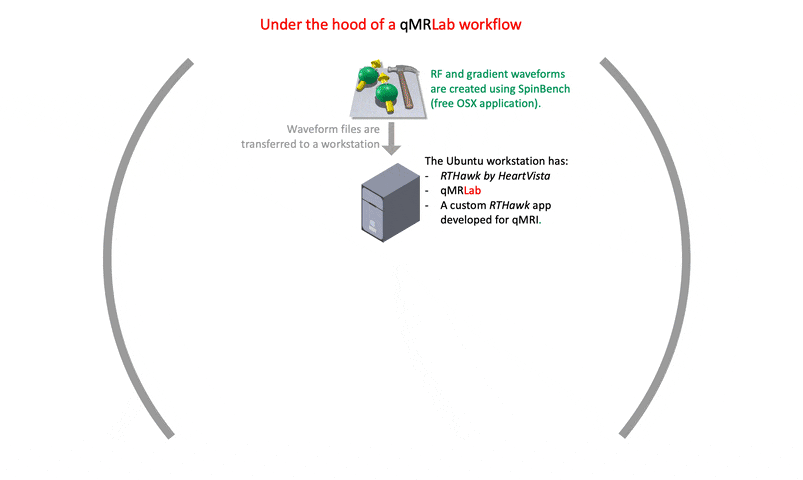 Under the hood of a qMRLab workflow
RF and gradient waveforms
are created using SpinBench
(free OSX application).
Waveform files are
transferred to a workstation
The Ubuntu workstation has:
- RTHawk by HeartVista
- qMRLab
- A custom RTHawk app
developed for qMRI.